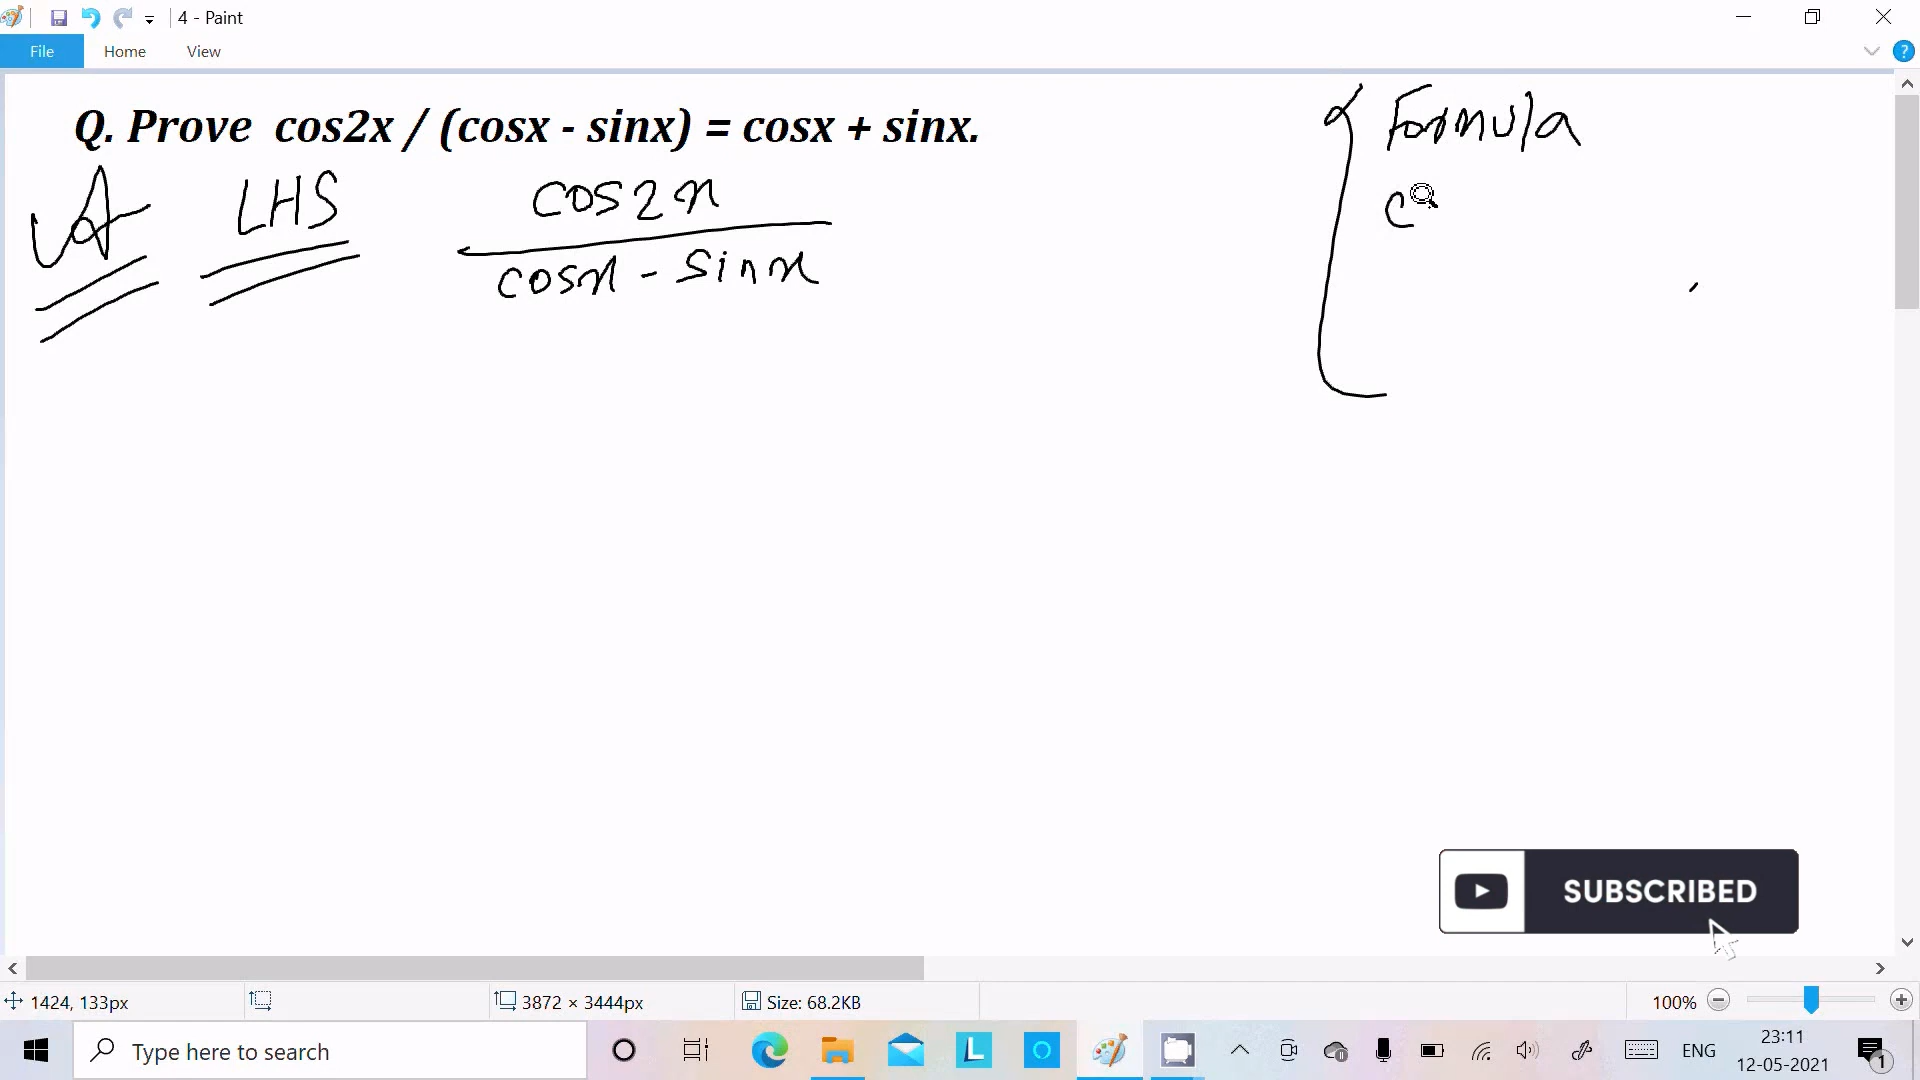 4 - Paint
File Home View
Q. Prove cos2x / (cosx - sinx) = cosx + sinx.
A LHS cos2x
cosx - sinx
Formula
c
SUBSCRIBED
1424, 133px 3872 × 3444px Size: 68.2KB 100%
Type here to search
L
ENG
23:11
12-05-2021
1